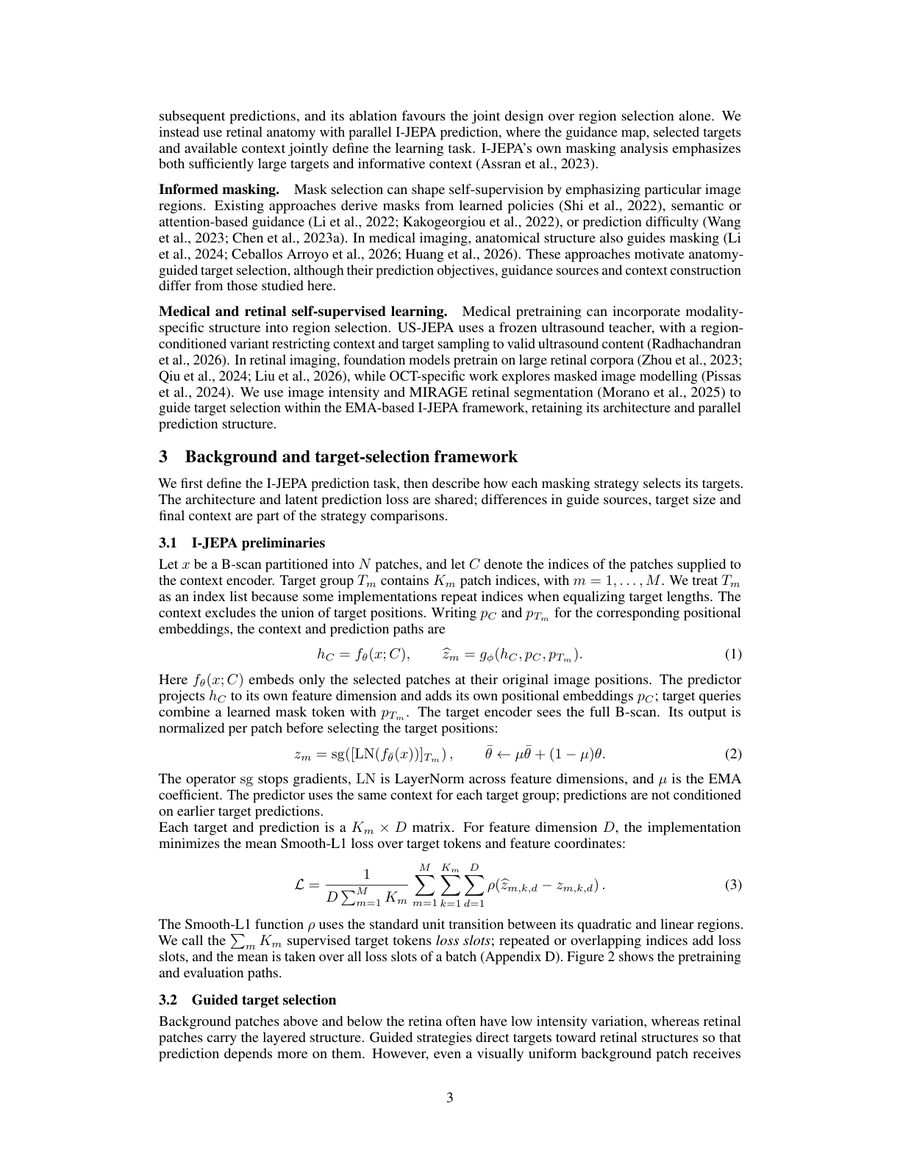 subsequent predictions, and its ablation favours the joint design over region selection alone. We
instead use retinal anatomy with parallel I-JEPA prediction, where the guidance map, selected targets
and available context jointly define the learning task. I-JEPA's own masking analysis emphasizes
both sufficiently large targets and informative context (Assran et al., 2023).
Informed masking. Mask selection can shape self-supervision by emphasizing particular image
regions. Existing approaches derive masks from learned policies (Shi et al., 2022), semantic or
attention-based guidance (Li et al., 2022; Kakogeorgiou et al., 2022), or prediction difficulty (Wang
et al., 2023; Chen et al., 2023a). In medical imaging, anatomical structure also guides masking (Li
et al., 2024; Ceballos Arroyo et al., 2026; Huang et al., 2026). These approaches motivate anatomy-
guided target selection, although their prediction objectives, guidance sources and context construction
differ from those studied here.
Medical and retinal self-supervised learning. Medical pretraining can incorporate modality-
specific structure into region selection. US-JEPA uses a frozen ultrasound teacher, with a region-
conditioned variant restricting context and target sampling to valid ultrasound content (Radhachandran
et al., 2026). In retinal imaging, foundation models pretrain on large retinal corpora (Zhou et al., 2023;
Qiu et al., 2024; Liu et al., 2026), while OCT-specific work explores masked image modelling (Pissas
et al., 2024). We use image intensity and MIRAGE retinal segmentation (Morano et al., 2025) to
guide target selection within the EMA-based I-JEPA framework, retaining its architecture and parallel
prediction structure.
3 Background and target-selection framework
We first define the I-JEPA prediction task, then describe how each masking strategy selects its targets.
The architecture and latent prediction loss are shared; differences in guide sources, target size and
final context are part of the strategy comparisons.
3.1 I-JEPA preliminaries
Let x be a B-scan partitioned into N patches, and let C denote the indices of the patches supplied to
the context encoder. Target group T_m contains K_m patch indices, with m = 1, . . . , M. We treat T_m
as an index list because some implementations repeat indices when equalizing target lengths. The
context excludes the union of target positions. Writing p_C and p_{T_m} for the corresponding positional
embeddings, the context and prediction paths are
h_C = f_θ(x; C), ẑ_m = g_ϕ(h_C, p_C, p_{T_m}). (1)
Here f_θ(x; C) embeds only the selected patches at their original image positions. The predictor
projects h_C to its own feature dimension and adds its own positional embeddings p_C; target queries
combine a learned mask token with p_{T_m}. The target encoder sees the full B-scan. Its output is
normalized per patch before selecting the target positions:
z_m = sg([LN(f_θ̄(x))]_{T_m}) , θ̄ ← μθ̄ + (1 − μ)θ. (2)
The operator sg stops gradients, LN is LayerNorm across feature dimensions, and μ is the EMA
coefficient. The predictor uses the same context for each target group; predictions are not conditioned
on earlier target predictions.
Each target and prediction is a K_m × D matrix. For feature dimension D, the implementation
minimizes the mean Smooth-L1 loss over target tokens and feature coordinates:
ℒ = 1 / (D ∑_{m=1}^{M} K_m) ∑_{m=1}^{M} ∑_{k=1}^{K_m} ∑_{d=1}^{D} ρ(ẑ_{m,k,d} − z_{m,k,d}) . (3)
The Smooth-L1 function ρ uses the standard unit transition between its quadratic and linear regions.
We call the ∑_m K_m supervised target tokens loss slots; repeated or overlapping indices add loss
slots, and the mean is taken over all loss slots of a batch (Appendix D). Figure 2 shows the pretraining
and evaluation paths.
3.2 Guided target selection
Background patches above and below the retina often have low intensity variation, whereas retinal
patches carry the layered structure. Guided strategies direct targets toward retinal structures so that
prediction depends more on them. However, even a visually uniform background patch receives
3